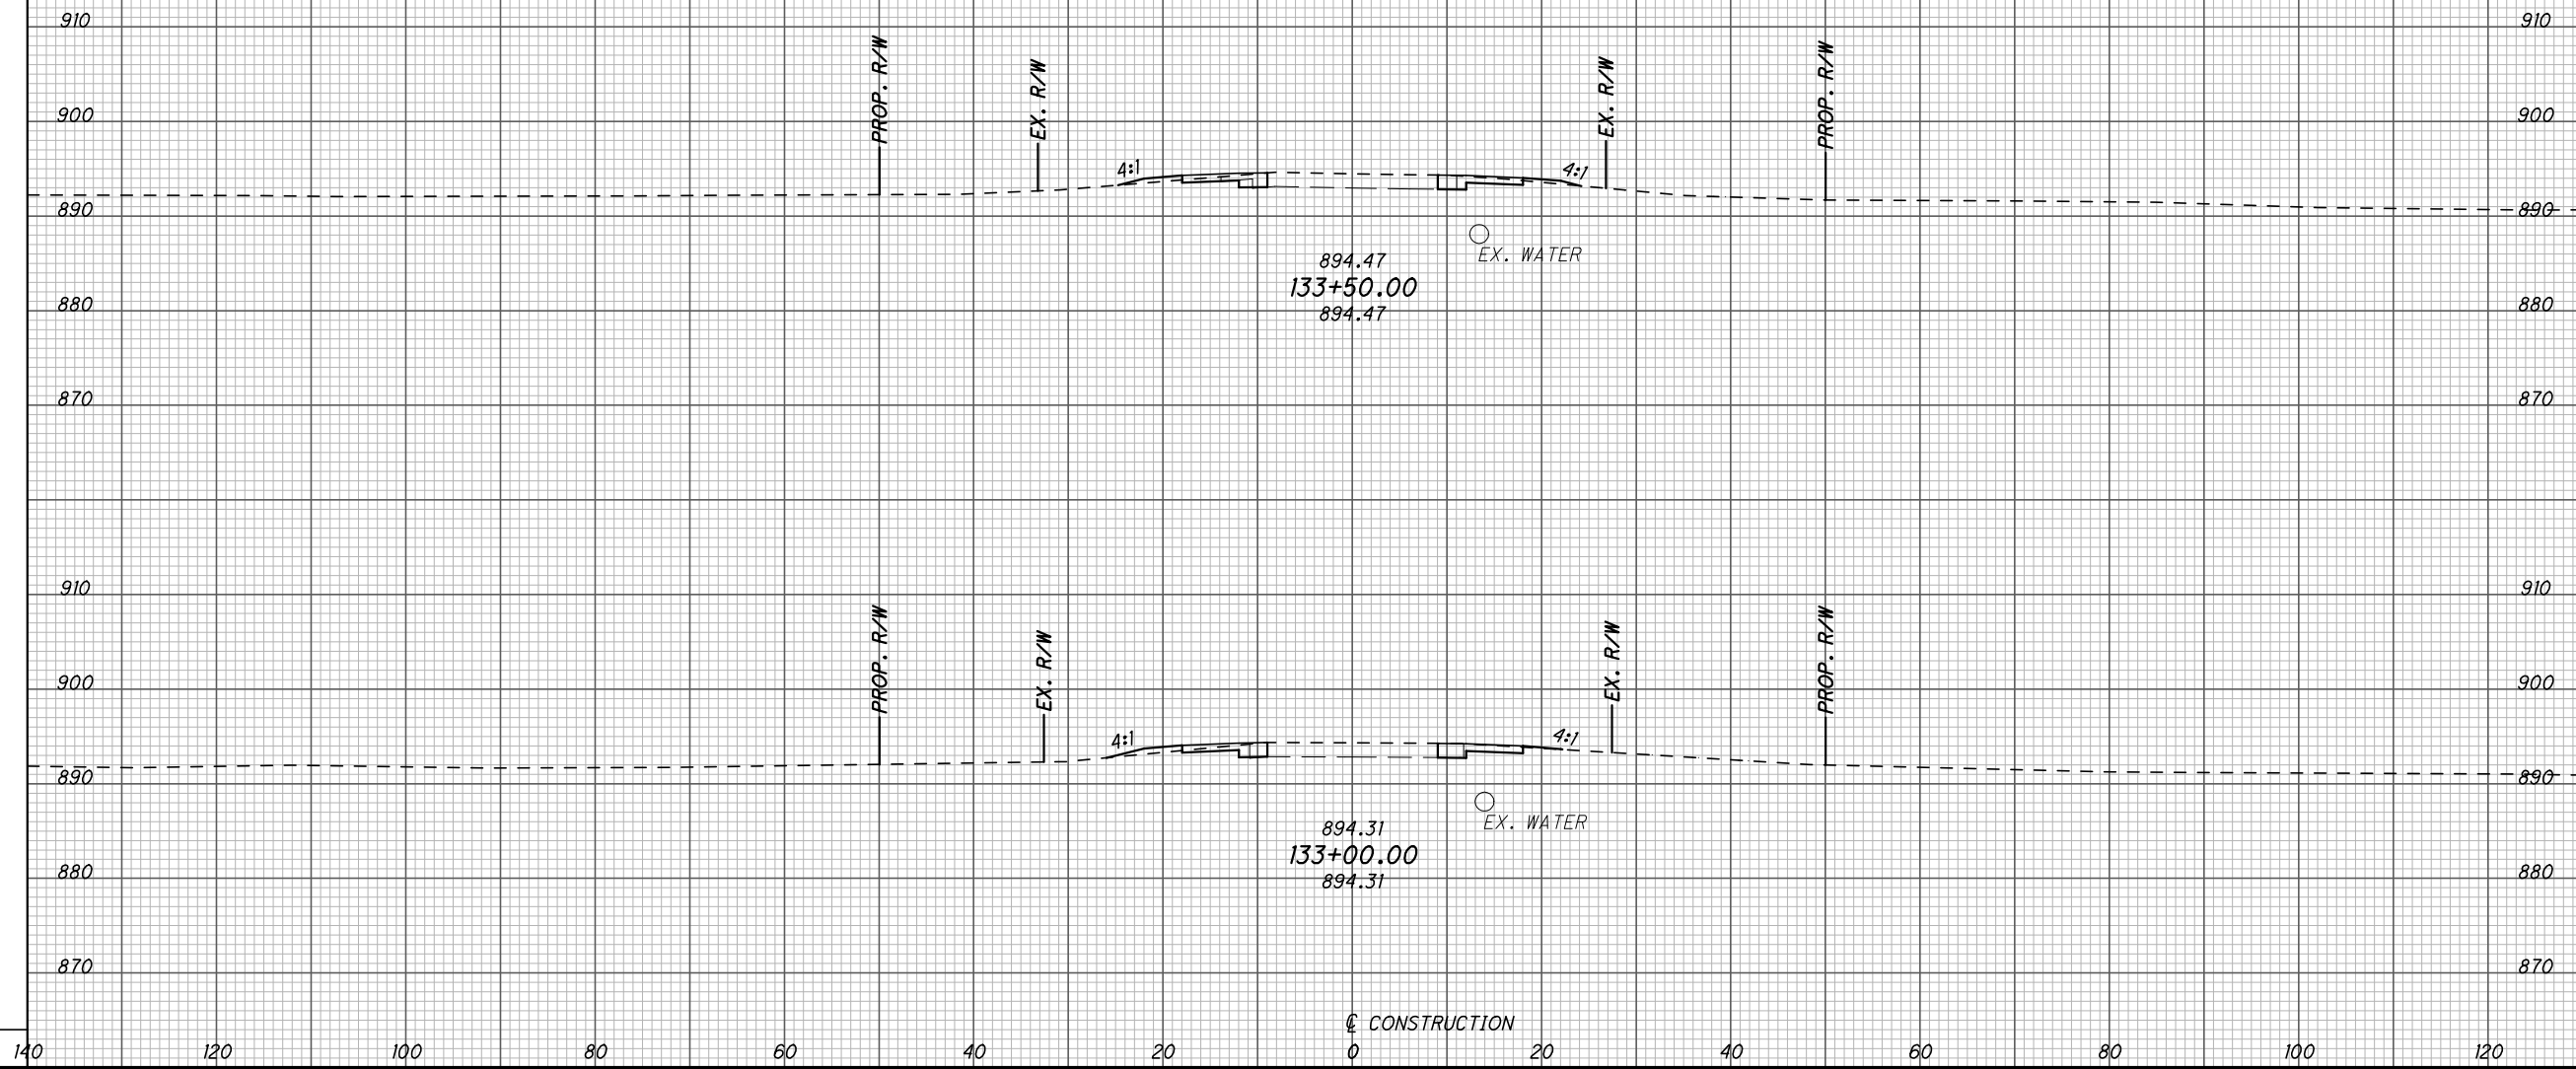 910 910
PROP. R/W
EX. R/W
EX. R/W
PROP. R/W
900 900
4:1
4:1
890 890
EX. WATER
894.47
133+50.00
894.47
880 880
870 870
910 910
PROP. R/W
EX. R/W
EX. R/W
PROP. R/W
900 900
4:1
4:1
890 890
EX. WATER
894.31
133+00.00
894.31
880 880
870 870
℄ CONSTRUCTION
140 120 100 80 60 40 20 0 20 40 60 80 100 120